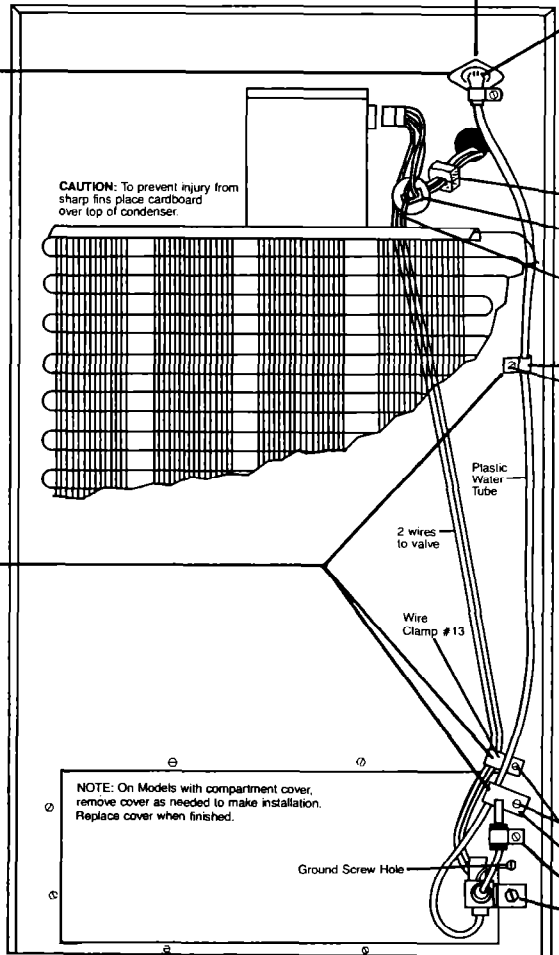 CAUTION: To prevent injury from
sharp fins place cardboard
over top of condenser.
Plastic
Water
Tube
2 wires
to valve
Wire
Clamp #13
NOTE: On Models with compartment cover,
remove cover as needed to make installation.
Replace cover when finished.
Ground Screw Hole